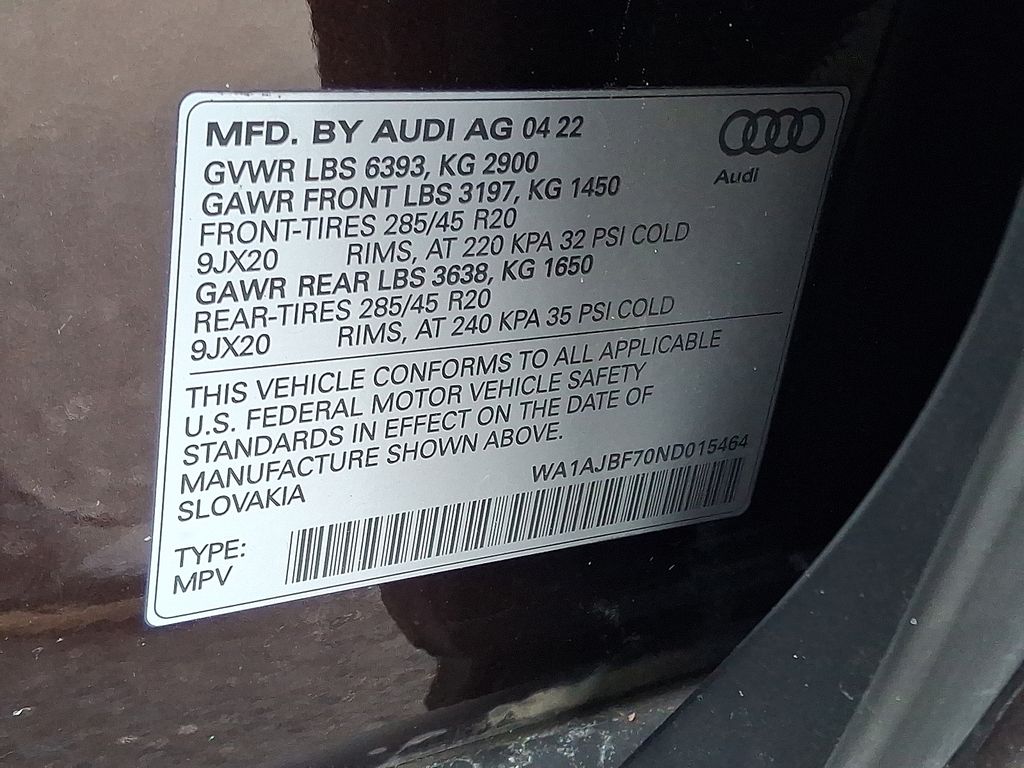 MFD. BY AUDI AG 04 22
GVWR LBS 6393, KG 2900
GAWR FRONT LBS 3197, KG 1450
FRONT-TIRES 285/45 R20
9JX20 RIMS, AT 220 KPA 32 PSI COLD
GAWR REAR LBS 3638, KG 1650
REAR-TIRES 285/45 R20
9JX20 RIMS, AT 240 KPA 35 PSI COLD
Audi
THIS VEHICLE CONFORMS TO ALL APPLICABLE
U.S. FEDERAL MOTOR VEHICLE SAFETY
STANDARDS IN EFFECT ON THE DATE OF
MANUFACTURE SHOWN ABOVE.
SLOVAKIA
WA1AJBF70ND015464
TYPE:
MPV